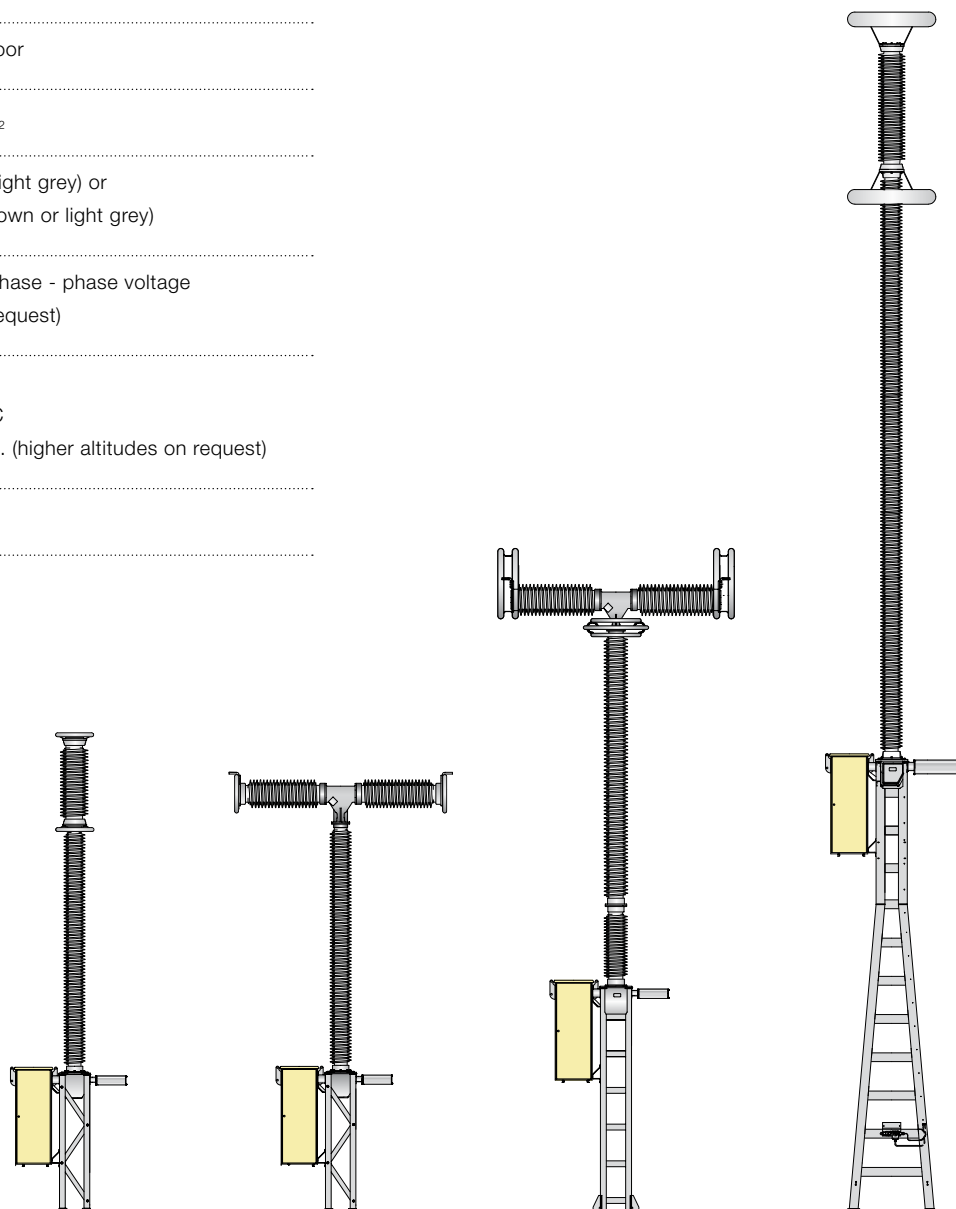 oor
2
ight grey) or
own or light grey)
hase - phase voltage
equest)
. (higher altitudes on request)